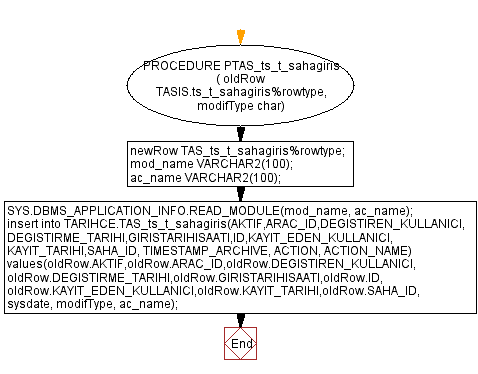 PROCEDURE PTAS_ts_t_sahagiris
( oldRow
TASIS.ts_t_sahagiris%rowtype,
modifType char)
newRow TAS_ts_t_sahagiris%rowtype;
mod_name VARCHAR2(100);
ac_name VARCHAR2(100);
SYS.DBMS_APPLICATION_INFO.READ_MODULE(mod_name, ac_name);
insert into TARIHCE.TAS_ts_t_sahagiris(AKTIF,ARAC_ID,DEGISTIREN_KULLANICI,
DEGISTIRME_TARIHI,GIRISTARIHISAATI,ID,KAYIT_EDEN_KULLANICI,
KAYIT_TARIHI,SAHA_ID, TIMESTAMP_ARCHIVE, ACTION, ACTION_NAME)
values(oldRow.AKTIF,oldRow.ARAC_ID,oldRow.DEGISTIREN_KULLANICI,
oldRow.DEGISTIRME_TARIHI,oldRow.GIRISTARIHISAATI,oldRow.ID,
oldRow.KAYIT_EDEN_KULLANICI,oldRow.KAYIT_TARIHI,oldRow.SAHA_ID,
sysdate, modifType, ac_name);
End